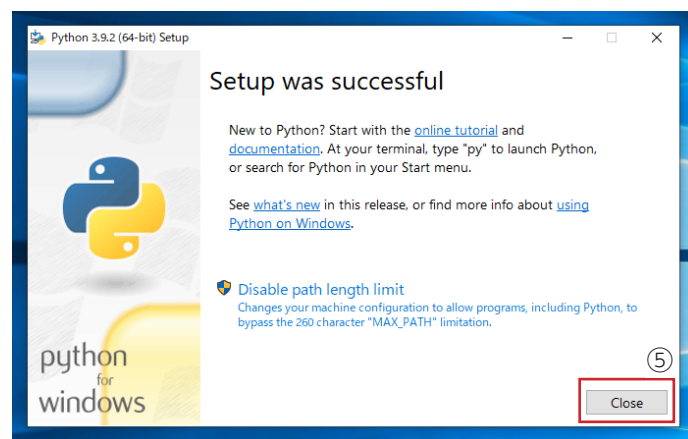 Python 3.9.2 (64-bit) Setup
Setup was successful
New to Python? Start with the online tutorial and
documentation. At your terminal, type "py" to launch Python,
or search for Python in your Start menu.
See what's new in this release, or find more info about using
Python on Windows.
Disable path length limit
Changes your machine configuration to allow programs, including Python, to
bypass the 260 character "MAX_PATH" limitation.
python
for
windows
⑤
Close